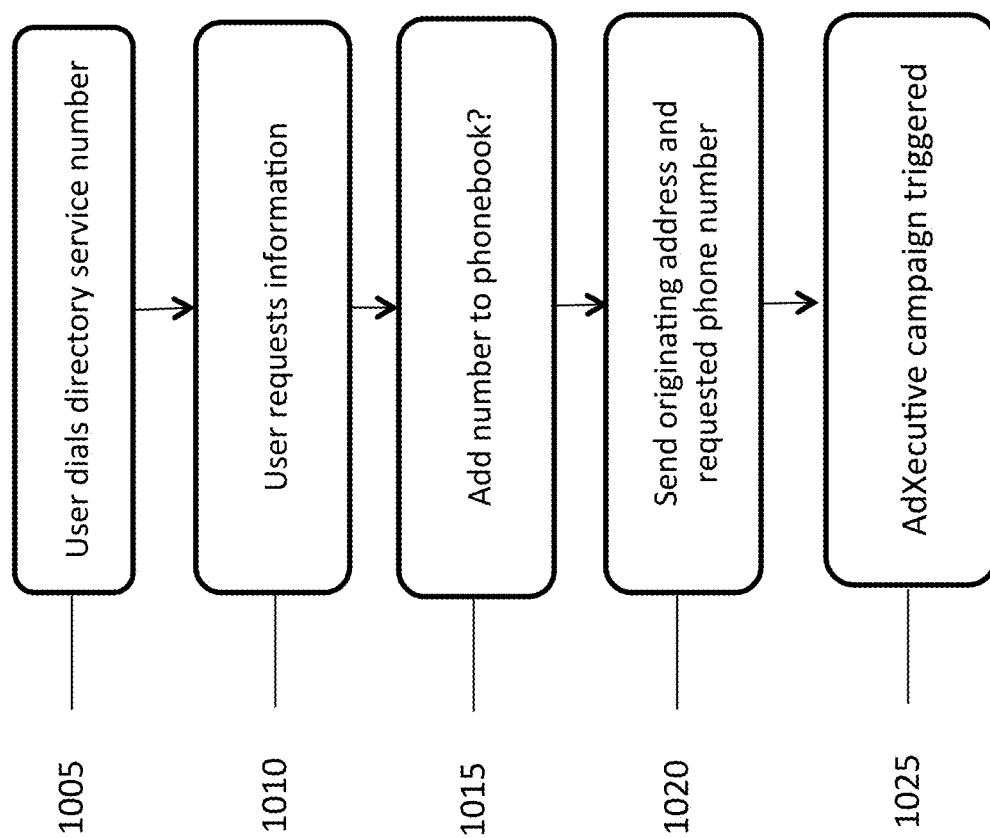 1005
User dials directory service number
1010
User requests information
1015
Add number to phonebook?
1020
Send originating address and
requested phone number
1025
AdXecutive campaign triggered